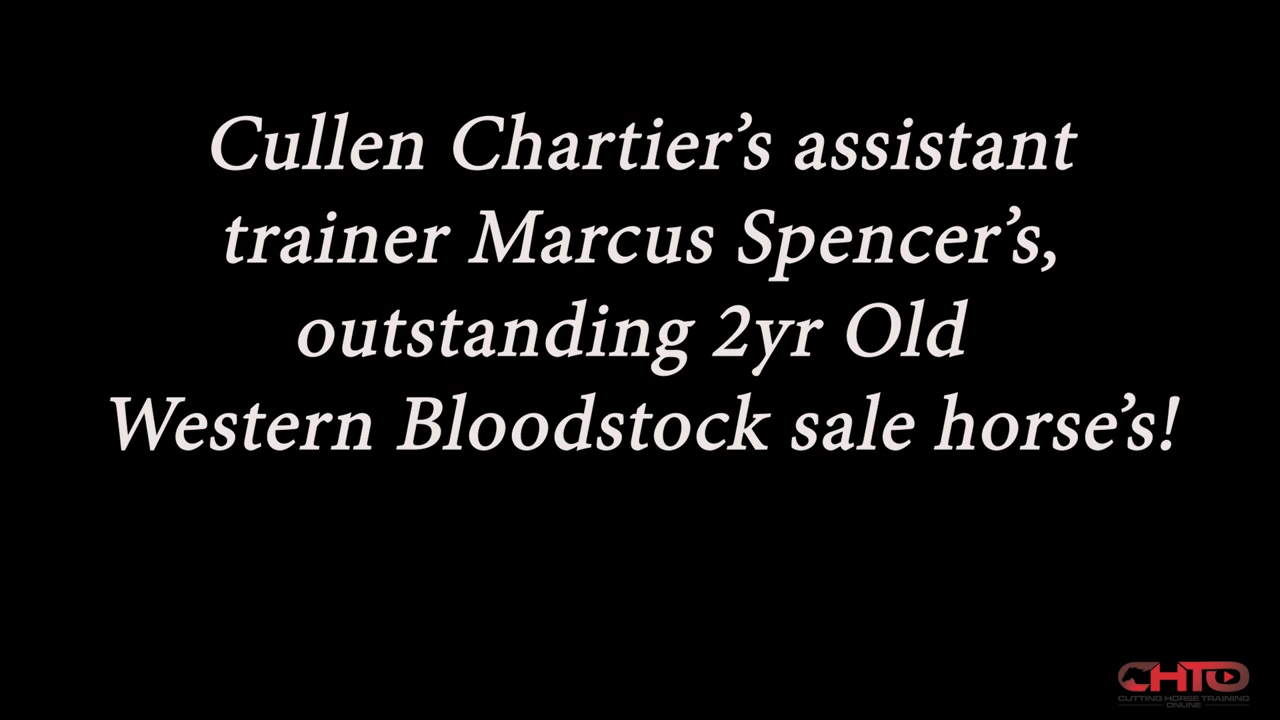 Cullen Chartier’s assistant
trainer Marcus Spencer’s,
outstanding 2yr Old
Western Bloodstock sale horse’s!
CHTO
CUTTING HORSE TRAINING
ONLINE